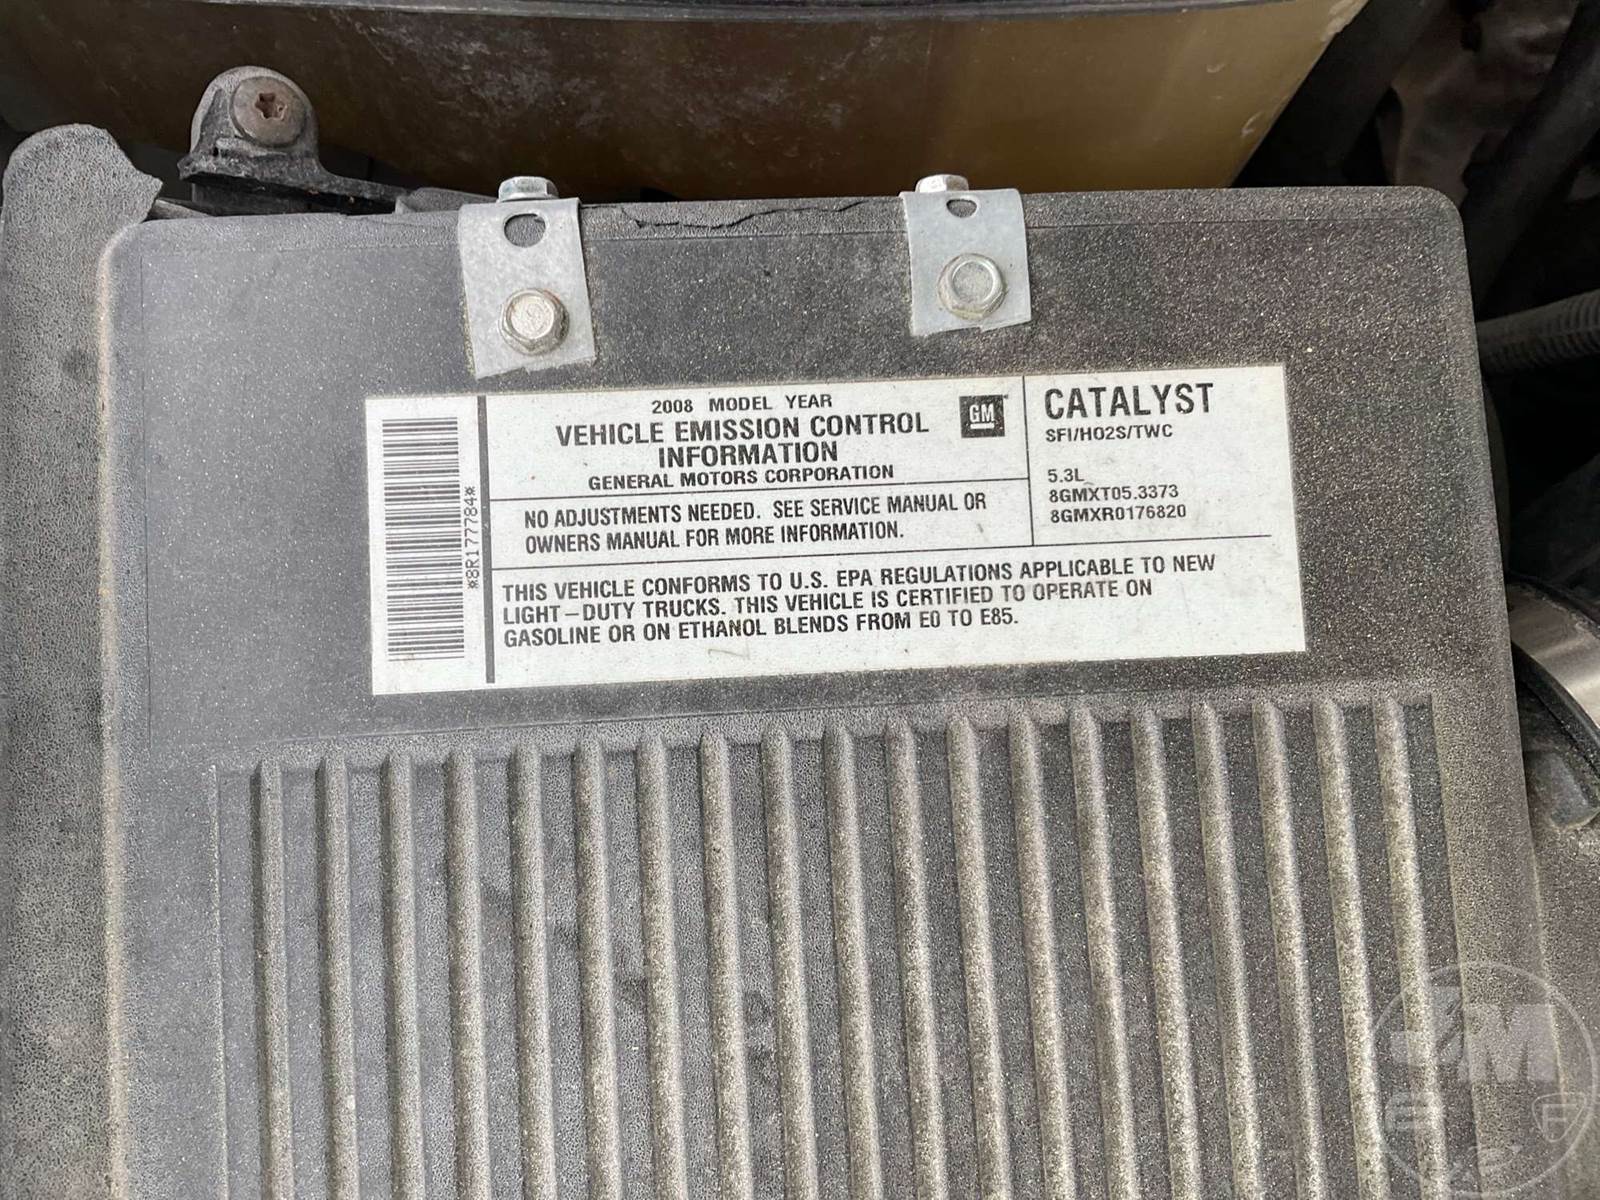 2008 MODEL YEAR
VEHICLE EMISSION CONTROL
INFORMATION
GENERAL MOTORS CORPORATION
GM
NO ADJUSTMENTS NEEDED. SEE SERVICE MANUAL OR
OWNERS MANUAL FOR MORE INFORMATION.
CATALYST
SFI/HO2S/TWC
5.3L
8GMXT05.3373
8GMXR0176820
THIS VEHICLE CONFORMS TO U.S. EPA REGULATIONS APPLICABLE TO NEW
LIGHT-DUTY TRUCKS. THIS VEHICLE IS CERTIFIED TO OPERATE ON
GASOLINE OR ON ETHANOL BLENDS FROM E0 TO E85.
*8R177784*